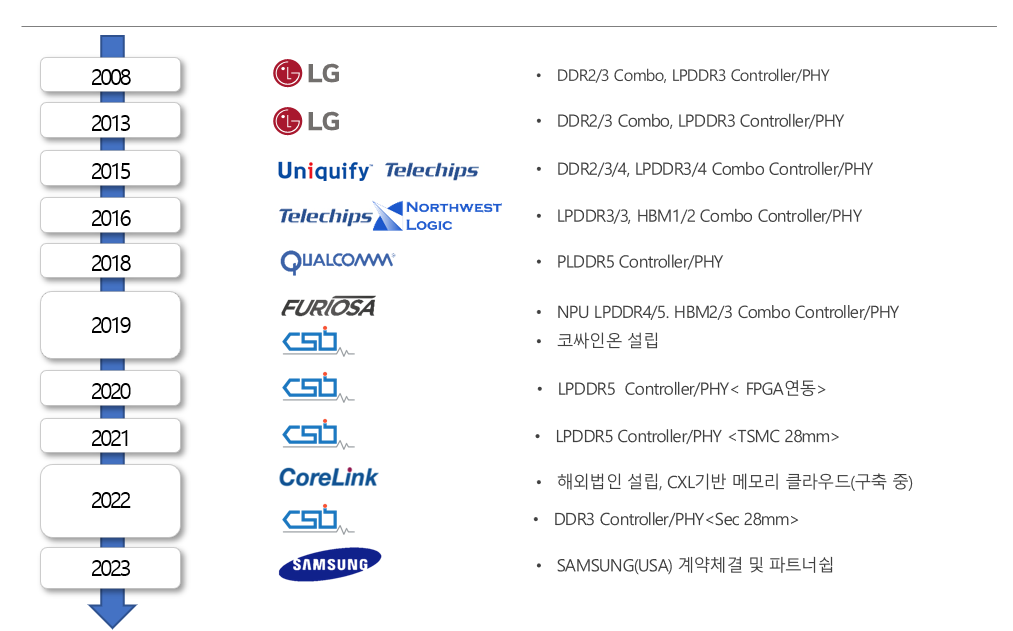 2008 LG • DDR2/3 Combo, LPDDR3 Controller/PHY
2013 LG • DDR2/3 Combo, LPDDR3 Controller/PHY
2015 Uniquify™ Telechips • DDR2/3/4, LPDDR3/4 Combo Controller/PHY
2016 Telechips NORTHWEST LOGIC • LPDDR3/3, HBM1/2 Combo Controller/PHY
2018 QUALCOMM® • PLDDR5 Controller/PHY
2019 FURIOSA • NPU LPDDR4/5. HBM2/3 Combo Controller/PHY
CSIO • 코싸인온 설립
2020 CSIO • LPDDR5 Controller/PHY< FPGA연동>
2021 CSIO • LPDDR5 Controller/PHY <TSMC 28mm>
2022 CoreLink • 해외법인 설립, CXL기반 메모리 클라우드(구축 중)
CSIO • DDR3 Controller/PHY<Sec 28mm>
2023 SAMSUNG • SAMSUNG(USA) 계약체결 및 파트너쉽